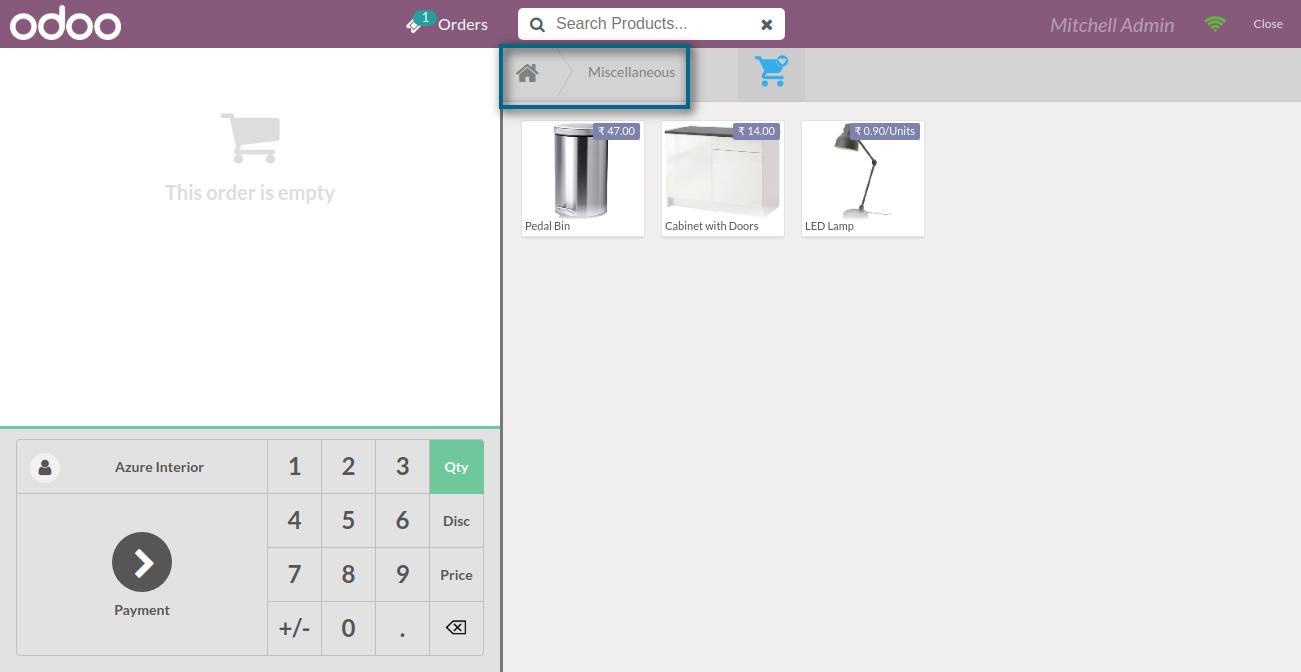 odoo
1
Orders
Search Products...
Mitchell Admin
Close
Miscellaneous
This order is empty
₹ 47.00
Pedal Bin
₹ 14.00
Cabinet with Doors
₹ 0.90/Units
LED Lamp
Azure Interior
1 2 3 Qty
4 5 6 Disc
7 8 9 Price
+/- 0 .
Payment